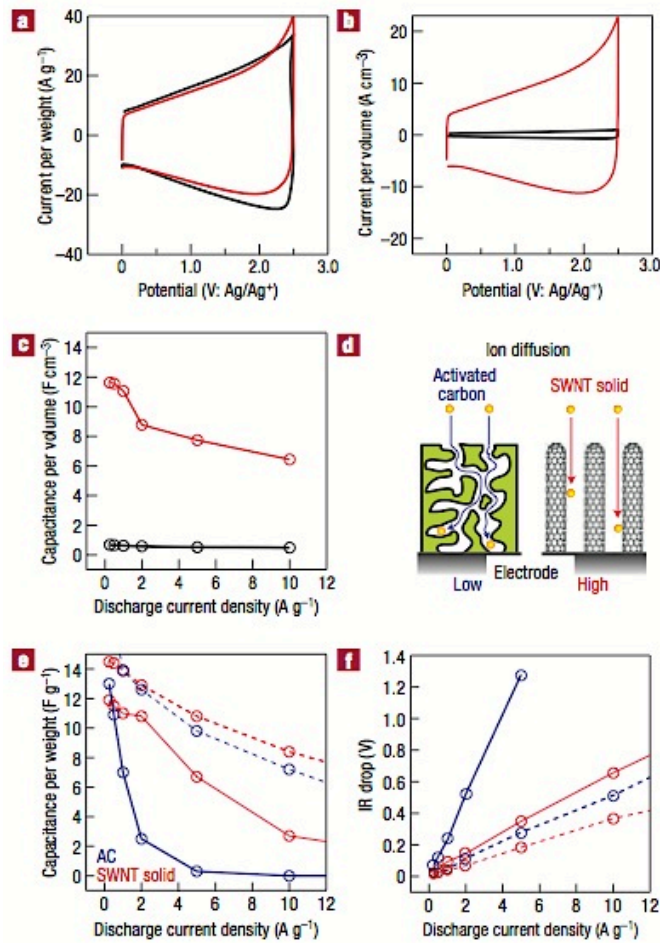 a
40
20
0
−20
−40
Current per weight (A g⁻¹)
0
1.0
2.0
3.0
Potential (V: Ag/Ag⁺)
b
20
10
0
−10
−20
Current per volume (A cm⁻³)
0
1.0
2.0
3.0
Potential (V: Ag/Ag⁺)
c
14
12
10
8
6
4
2
0
Capacitance per volume (F cm⁻³)
0 2 4 6 8 10 12
Discharge current density (A g⁻¹)
d
Ion diffusion
Activated
carbon
SWNT solid
Electrode
Low
High
e
14
12
10
8
6
4
2
0
Capacitance per weight (F g⁻¹)
AC
SWNT solid
0 2 4 6 8 10 12
Discharge current density (A g⁻¹)
f
1.4
1.2
1.0
0.8
0.6
0.4
0.2
0
IR drop (V)
0 2 4 6 8 10 12
Discharge current density (A g⁻¹)